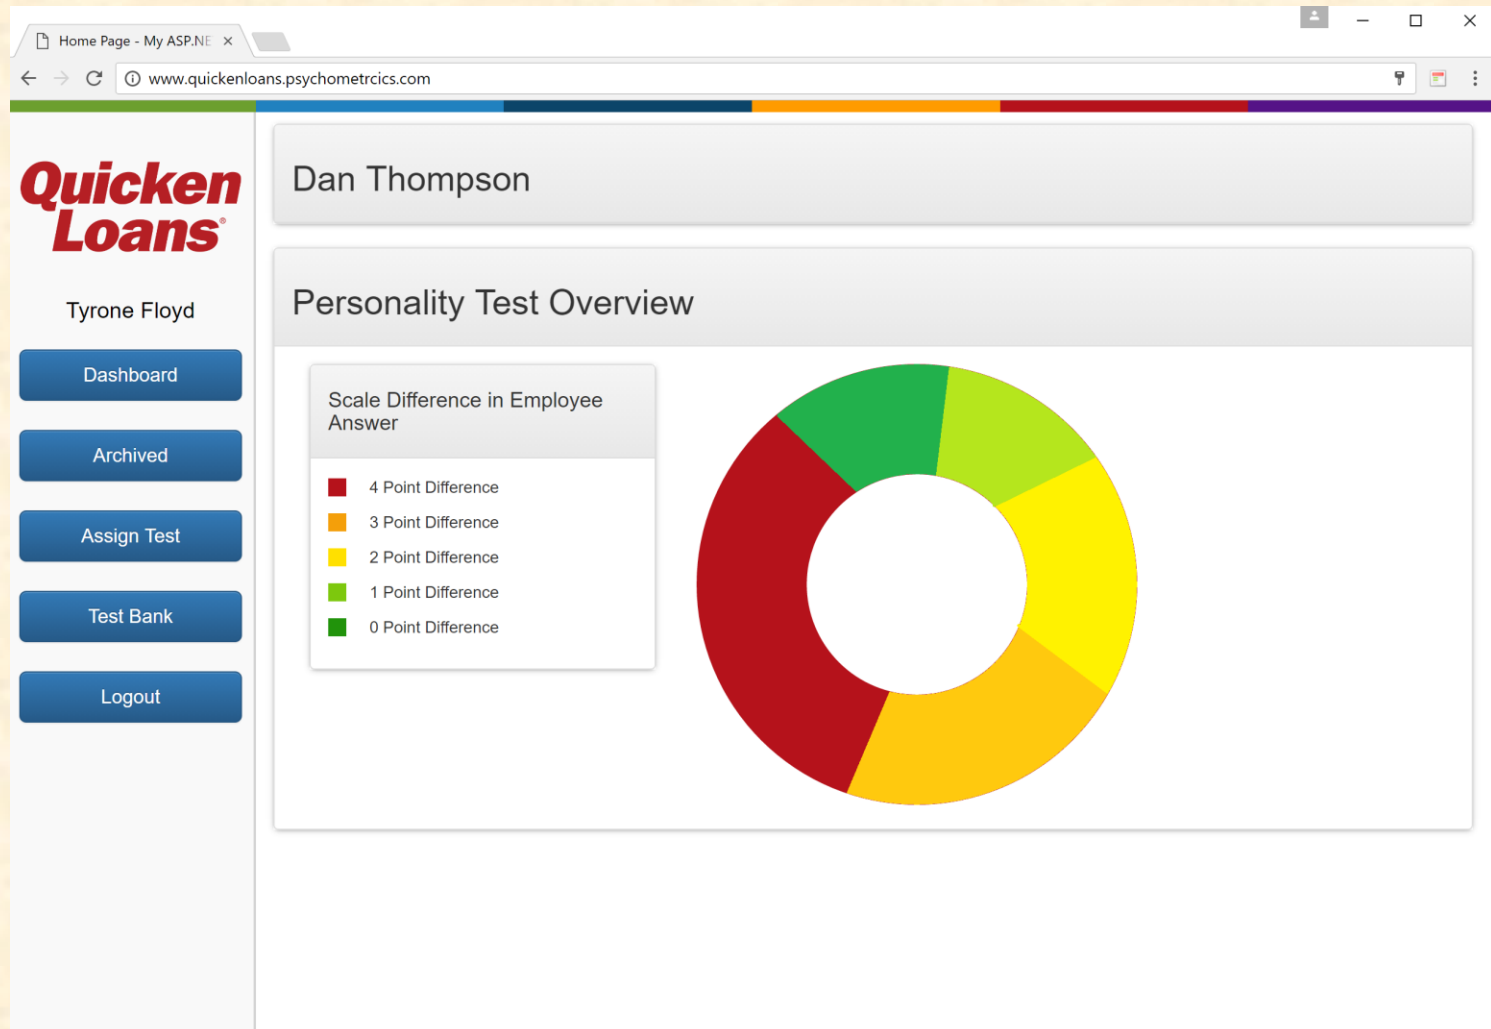 Home Page - My ASP.NE
www.quickenloans.psychometrcics.com
Quicken
Loans®
Tyrone Floyd
Dashboard
Archived
Assign Test
Test Bank
Logout
Dan Thompson
Personality Test Overview
Scale Difference in Employee
Answer
4 Point Difference
3 Point Difference
2 Point Difference
1 Point Difference
0 Point Difference